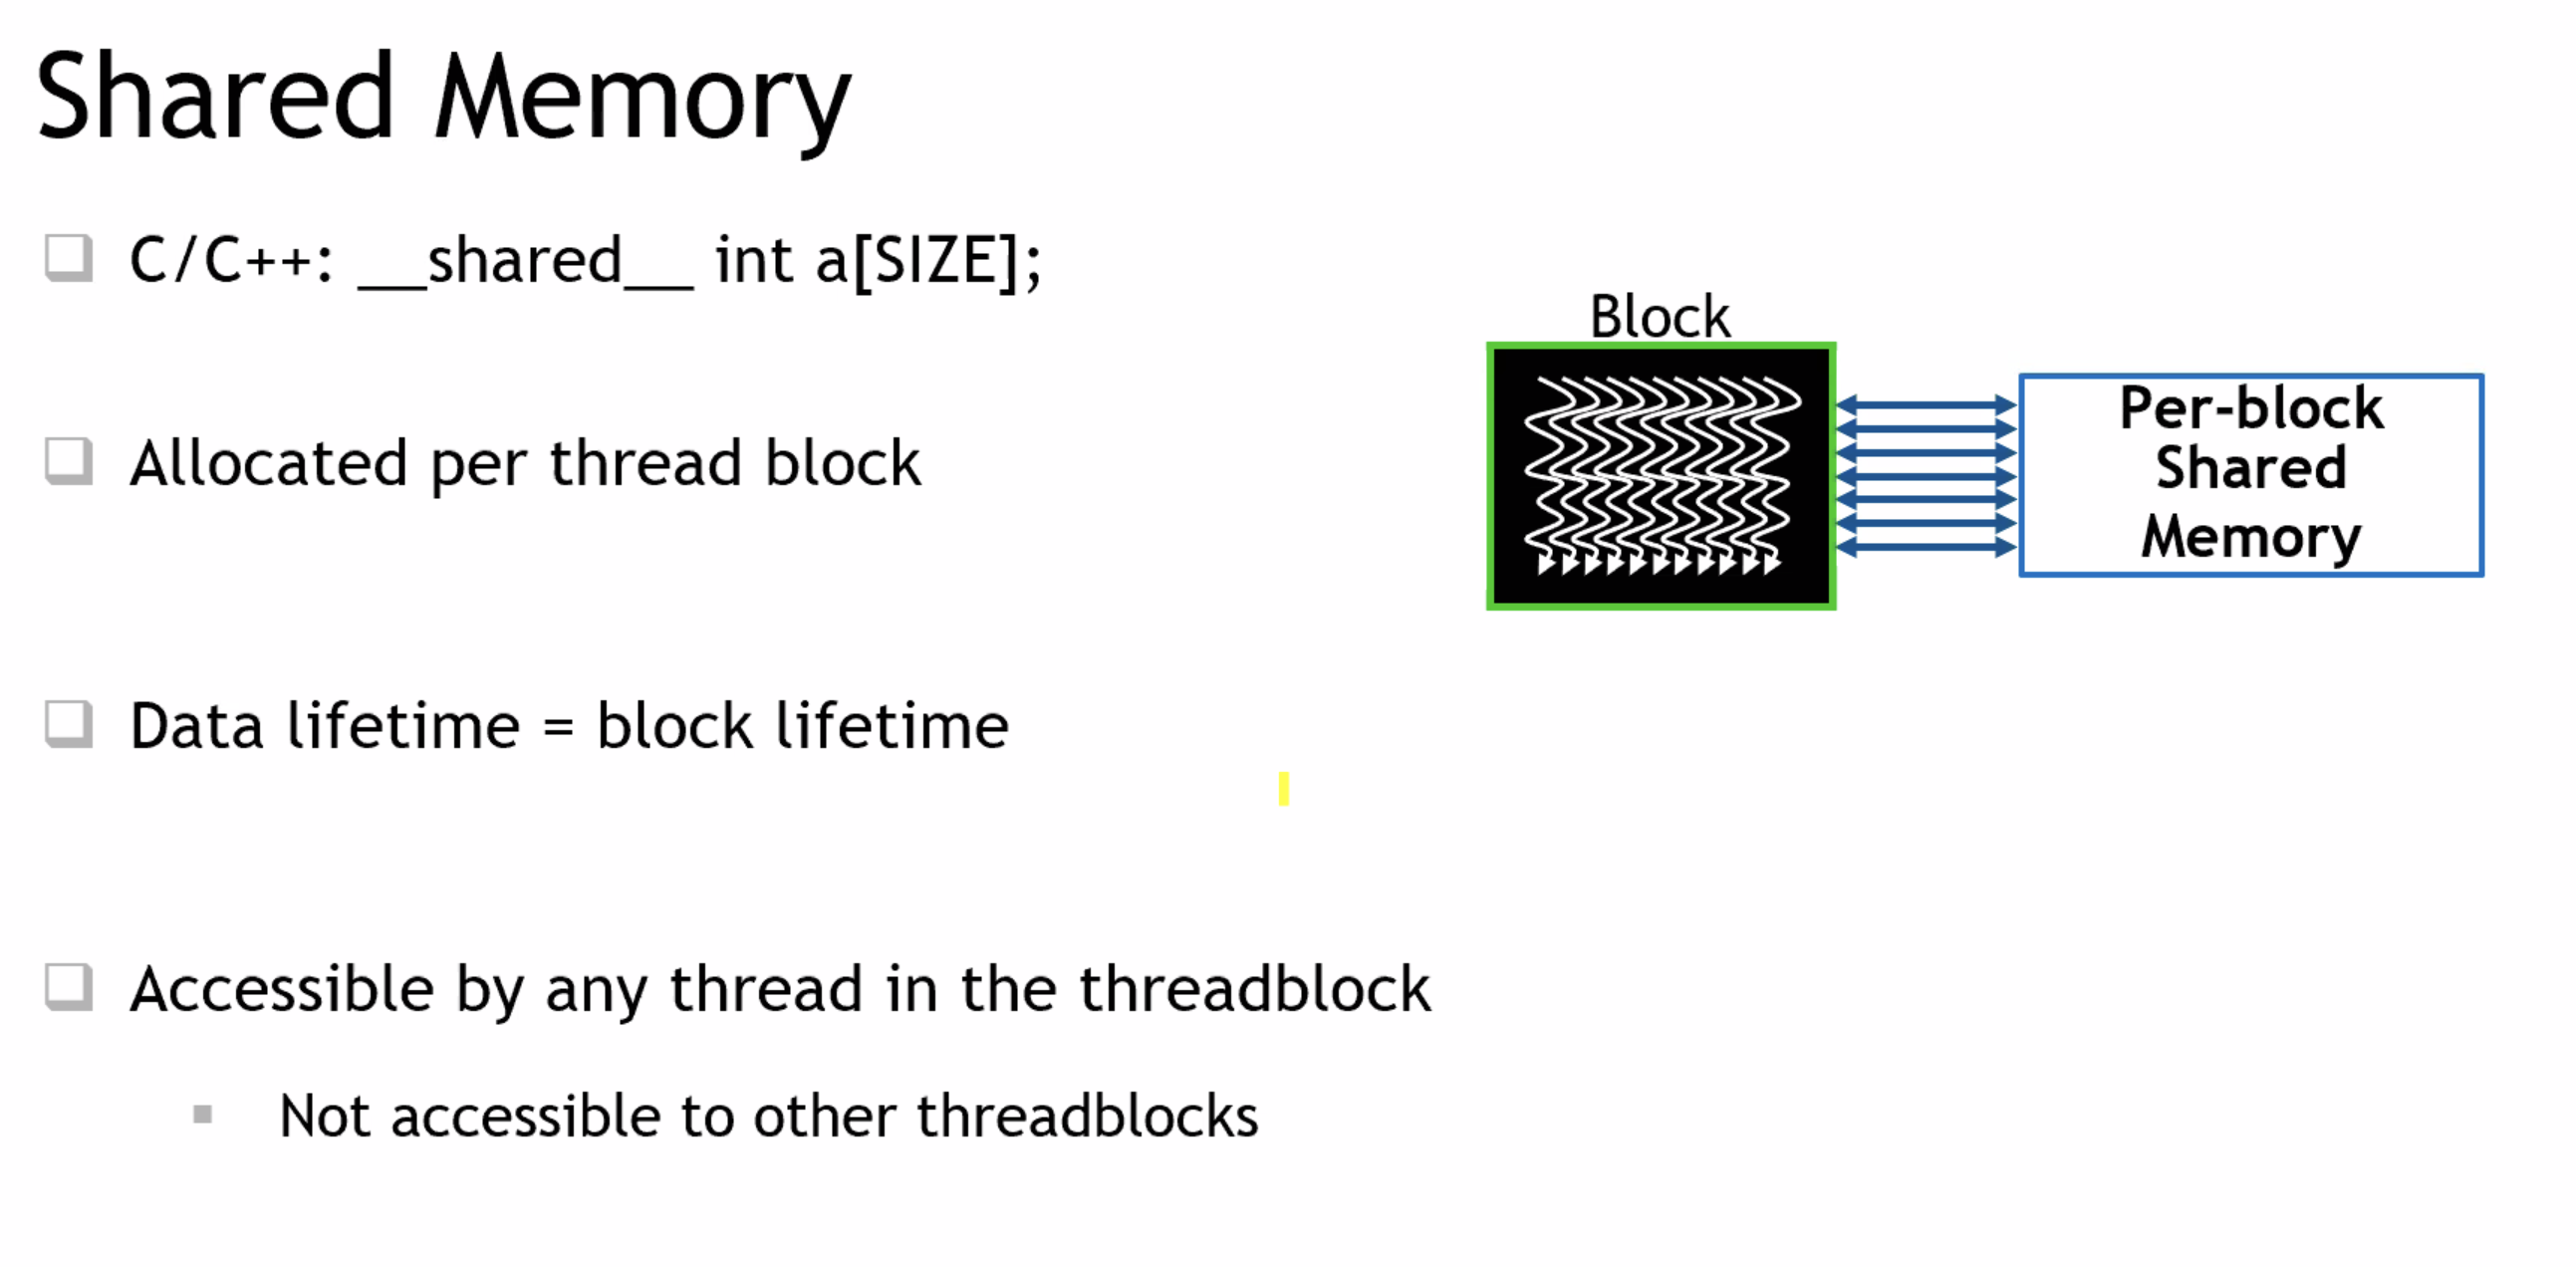 Shared Memory
C/C++: __shared__ int a[SIZE];
Allocated per thread block
Data lifetime = block lifetime
Accessible by any thread in the threadblock
Not accessible to other threadblocks
Block
Per-block
Shared
Memory